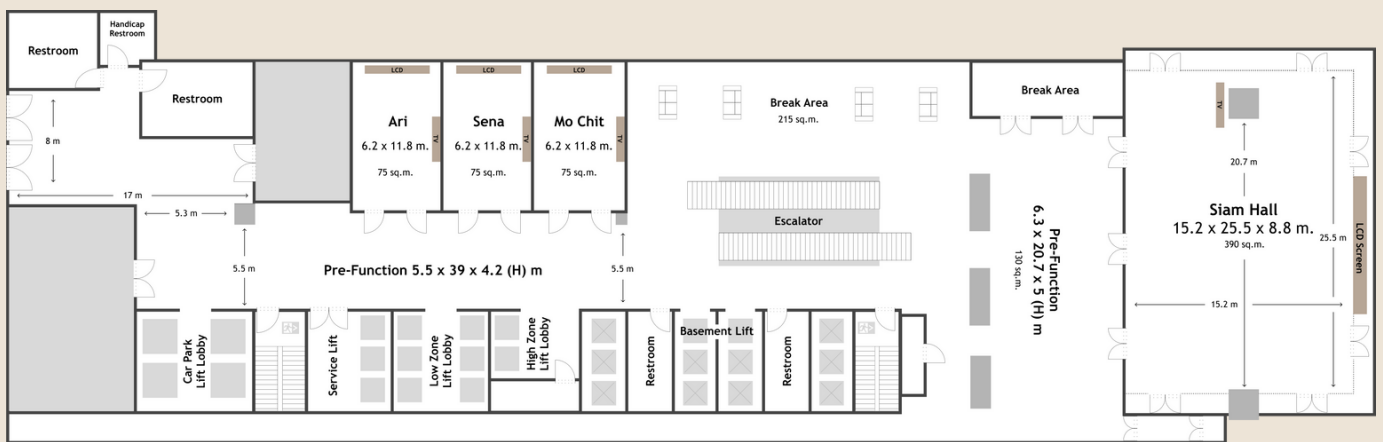 Handicap
Restroom
Restroom
Restroom
8 m
17 m
5.3 m
5.5 m
LCD
LCD
LCD
Ari
6.2 x 11.8 m.
75 sq.m.
TV
Sena
6.2 x 11.8 m.
75 sq.m.
TV
Mo Chit
6.2 x 11.8 m.
75 sq.m.
TV
Break Area
215 sq.m.
Break Area
Escalator
Pre-Function 5.5 x 39 x 4.2 (H) m
5.5 m
Pre-Function
6.3 x 20.7 x 5 (H) m
130 sq.m.
TV
20.7 m
Siam Hall
15.2 x 25.5 x 8.8 m.
390 sq.m.
25.5 m
15.2 m
LCD Screen
Car Park
Lift Lobby
Service Lift
Low Zone
Lift Lobby
High Zone
Lift Lobby
Restroom
Basement Lift
Restroom